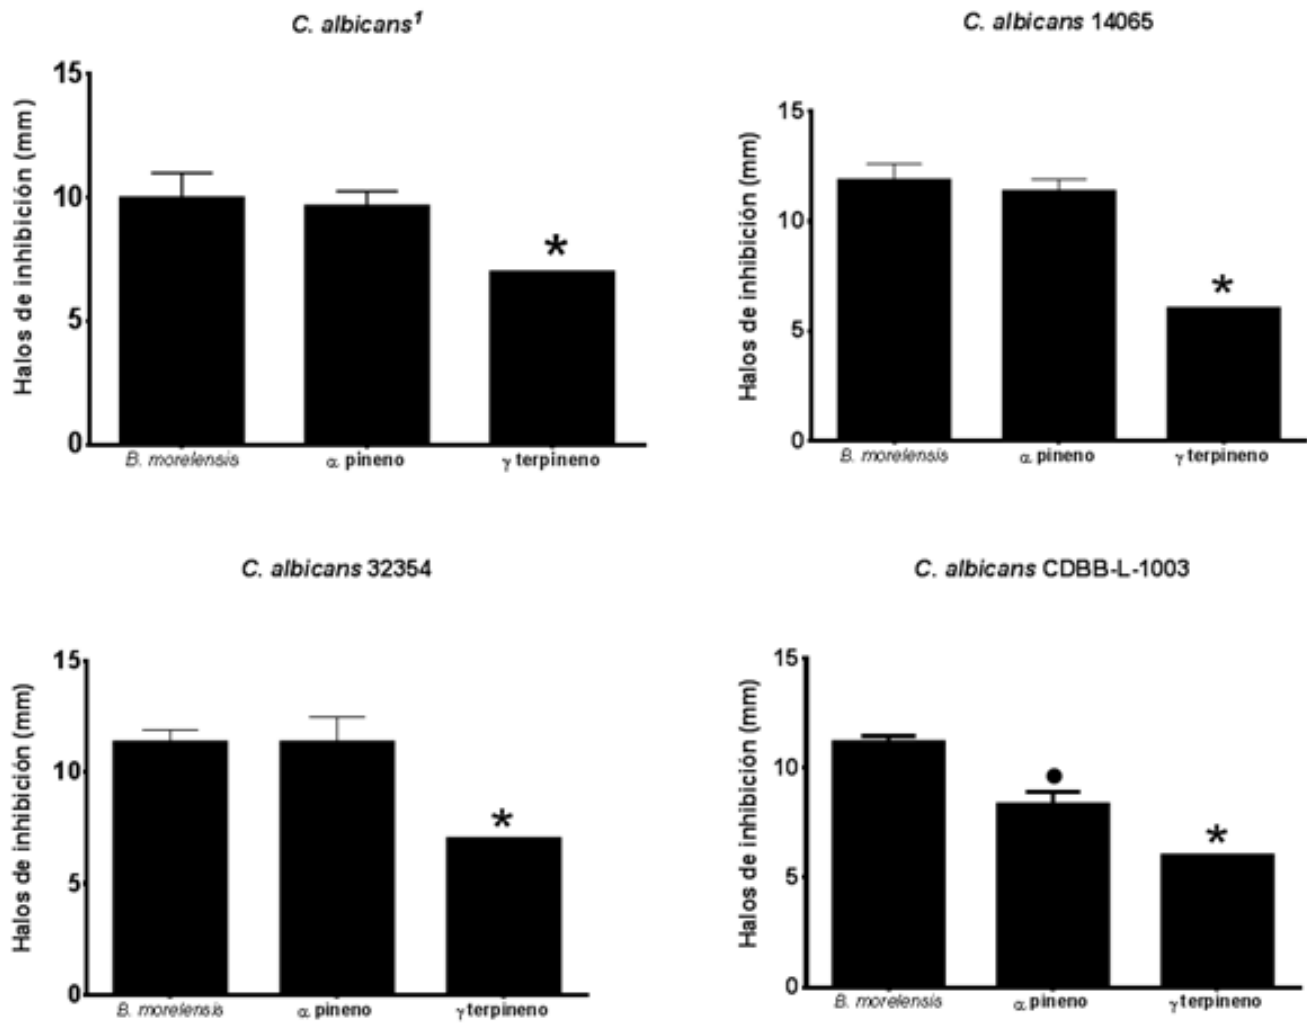 C. albicans¹
15
10
5
0
Halos de inhibición (mm)
*
B. morelensis
α pineno
γ terpineno
C. albicans 14065
15
10
5
0
Halos de inhibición (mm)
*
B. morelensis
α pineno
γ terpineno
C. albicans 32354
15
10
5
0
Halos de inhibición (mm)
*
B. morelensis
α pineno
γ terpineno
C. albicans CDBB-L-1003
15
10
5
0
Halos de inhibición (mm)
●
*
B. morelensis
α pineno
γ terpineno